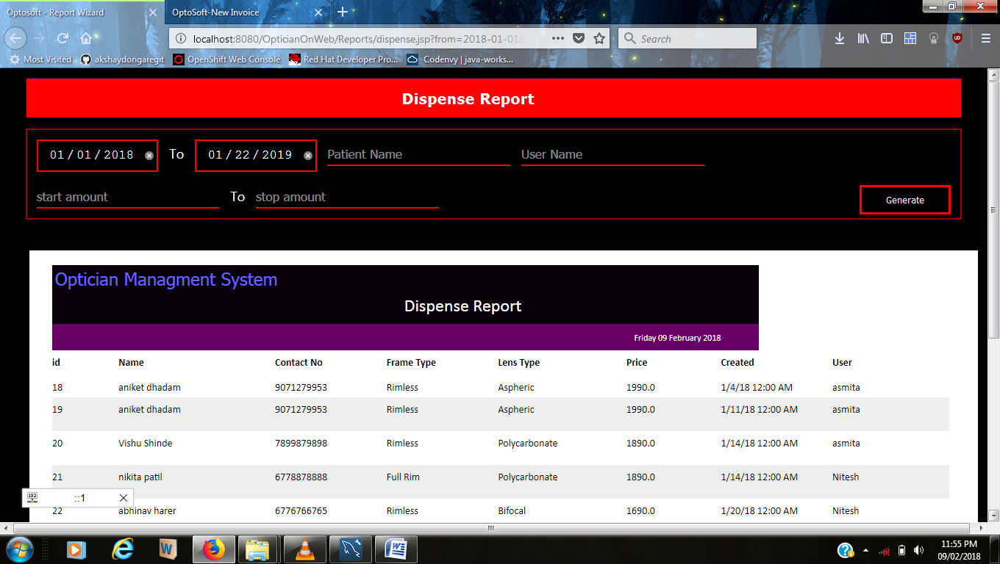 Optosoft - Report Wizard
OptoSoft-New Invoice
localhost:8080/OpticianOnWeb/Reports/dispense.jsp?from=2018-01-018
Search
Most Visited akshaydongaregit OpenShift Web Console Red Hat Developer Pro... Codenvy | java-works...
Dispense Report
01 / 01 / 2018 To 01 / 22 / 2019 Patient Name User Name
start amount To stop amount Generate
Optician Managment System
Dispense Report
Friday 09 February 2018
id Name Contact No Frame Type Lens Type Price Created User
18 aniket dhadam 9071279953 Rimless Aspheric 1990.0 1/4/18 12:00 AM asmita
19 aniket dhadam 9071279953 Rimless Aspheric 1990.0 1/11/18 12:00 AM asmita
20 Vishu Shinde 7899879898 Rimless Polycarbonate 1890.0 1/14/18 12:00 AM asmita
21 nikita patil 6778878888 Full Rim Polycarbonate 1890.0 1/14/18 12:00 AM Nitesh
::1
22 abhinav harer 6776766765 Rimless Bifocal 1690.0 1/20/18 12:00 AM Nitesh
11:55 PM
09/02/2018